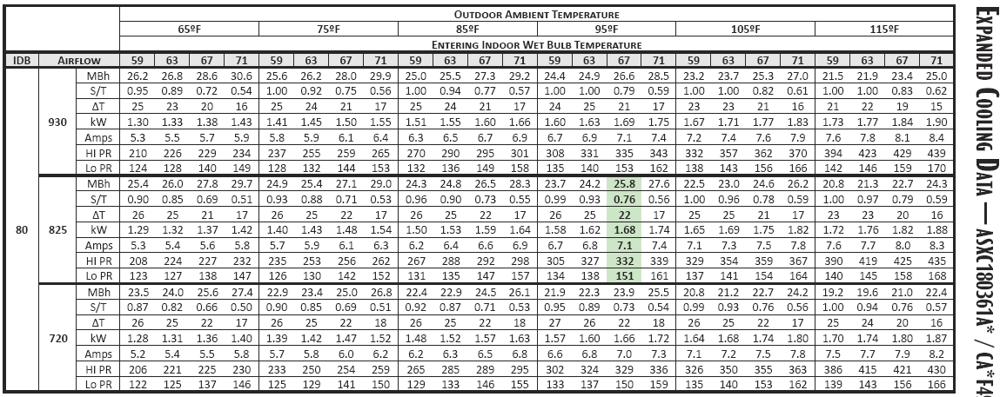 OUTDOOR AMBIENT TEMPERATURE
65ºF 75ºF 85ºF 95ºF 105ºF 115ºF
ENTERING INDOOR WET BULB TEMPERATURE
IDB AIRFLOW 59 63 67 71 59 63 67 71 59 63 67 71 59 63 67 71 59 63 67 71 59 63 67 71
80
930
MBh 26.2 26.8 28.6 30.6 25.6 26.2 28.0 29.9 25.0 25.5 27.3 29.2 24.4 24.9 26.6 28.5 23.2 23.7 25.3 27.0 21.5 21.9 23.4 25.0
S/T 0.95 0.89 0.72 0.54 1.00 0.92 0.75 0.56 1.00 0.94 0.77 0.57 1.00 1.00 0.79 0.59 1.00 1.00 0.82 0.61 1.00 1.00 0.83 0.62
ΔT 25 23 20 16 25 24 21 17 25 24 21 17 24 25 21 17 23 23 21 16 21 22 19 15
kW 1.30 1.33 1.38 1.43 1.41 1.45 1.50 1.55 1.51 1.55 1.60 1.66 1.60 1.63 1.69 1.75 1.67 1.71 1.77 1.83 1.73 1.77 1.84 1.90
Amps 5.3 5.5 5.7 5.9 5.8 5.9 6.1 6.4 6.3 6.5 6.7 6.9 6.7 6.9 7.1 7.4 7.2 7.4 7.6 7.9 7.6 7.8 8.1 8.4
HI PR 210 226 229 234 237 255 259 265 270 290 295 301 308 331 335 343 332 357 362 370 394 423 429 439
Lo PR 124 128 140 149 128 132 144 153 132 136 149 158 135 140 153 162 138 143 156 166 142 146 159 170
825
MBh 25.4 26.0 27.8 29.7 24.9 25.4 27.1 29.0 24.3 24.8 26.5 28.3 23.7 24.2 25.8 27.6 22.5 23.0 24.6 26.2 20.8 21.3 22.7 24.3
S/T 0.90 0.85 0.69 0.51 0.93 0.88 0.71 0.53 0.96 0.90 0.73 0.55 0.99 0.93 0.76 0.56 1.00 0.96 0.78 0.59 1.00 0.97 0.79 0.59
ΔT 26 25 21 17 26 25 22 17 26 25 22 17 26 25 22 17 25 25 21 17 23 23 20 16
kW 1.29 1.32 1.37 1.42 1.40 1.43 1.48 1.54 1.50 1.53 1.59 1.64 1.58 1.62 1.68 1.74 1.65 1.69 1.75 1.82 1.72 1.76 1.82 1.88
Amps 5.3 5.4 5.6 5.8 5.7 5.9 6.1 6.3 6.2 6.4 6.6 6.9 6.7 6.8 7.1 7.4 7.1 7.3 7.5 7.8 7.6 7.7 8.0 8.3
HI PR 208 224 227 232 235 253 256 262 267 288 292 298 305 327 332 339 329 354 359 367 390 419 425 435
Lo PR 123 127 138 147 126 130 142 152 131 135 147 157 134 138 151 161 137 141 154 164 140 145 158 168
720
MBh 23.5 24.0 25.6 27.4 22.9 23.4 25.0 26.8 22.4 22.9 24.5 26.1 21.9 22.3 23.9 25.5 20.8 21.2 22.7 24.2 19.2 19.6 21.0 22.4
S/T 0.87 0.82 0.66 0.50 0.90 0.85 0.69 0.51 0.92 0.87 0.71 0.53 0.95 0.89 0.73 0.54 0.99 0.93 0.76 0.56 1.00 0.94 0.76 0.57
ΔT 26 25 22 17 26 25 22 18 26 25 22 18 27 26 22 18 26 25 22 17 25 24 20 16
kW 1.28 1.31 1.36 1.40 1.39 1.42 1.47 1.52 1.48 1.52 1.57 1.63 1.57 1.60 1.66 1.72 1.64 1.68 1.74 1.80 1.70 1.74 1.80 1.87
Amps 5.2 5.4 5.5 5.8 5.7 5.8 6.0 6.2 6.2 6.3 6.5 6.8 6.6 6.8 7.0 7.3 7.1 7.2 7.5 7.8 7.5 7.7 7.9 8.2
HI PR 206 221 225 230 233 250 254 259 265 285 289 295 302 324 329 336 326 350 355 363 386 415 421 430
Lo PR 122 125 137 146 125 129 141 150 129 133 146 155 133 137 150 159 135 140 153 162 139 143 156 166
EXPANDED COOLING DATA — ASXC180361A* / CA*F4